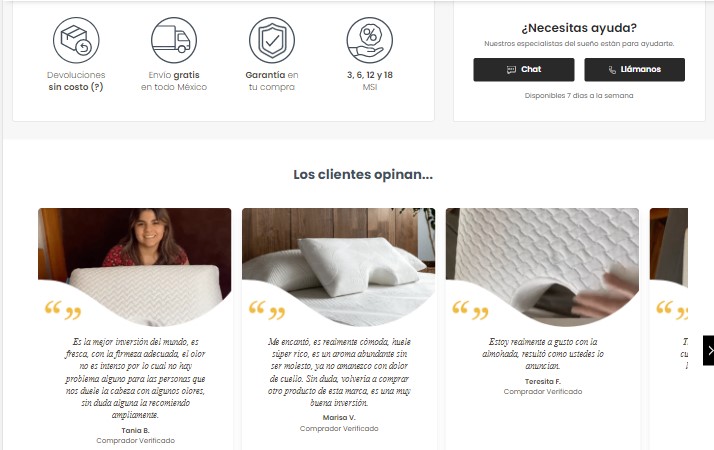 Devoluciones
sin costo (?)
Envío gratis
en todo México
Garantía en
tu compra
3, 6, 12 y 18
MSI
¿Necesitas ayuda?
Nuestros especialistas del sueño están para ayudarte.
Chat
Llámanos
Disponibles 7 días a la semana
Los clientes opinan...
Es la mejor inversión del mundo, es
fresca, con la firmeza adecuada, el olor
no es intenso por lo cual no hay
problema alguno para las personas que
nos duele la cabeza con algunos olores,
sin duda alguna la recomiendo
ampliamente.
Tania B.
Comprador Verificado
Me encantó, es realmente cómoda, huele
súper rico, es un aroma abundante sin
ser molesto, ya no amanezco con dolor
de cuello. Sin duda, volvería a comprar
otro producto de esta marca, es una muy
buena inversión.
Marisa V.
Comprador Verificado
Estoy realmente a gusto con la
almohada, resultó como ustedes lo
anuncian.
Teresita F.
Comprador Verificado